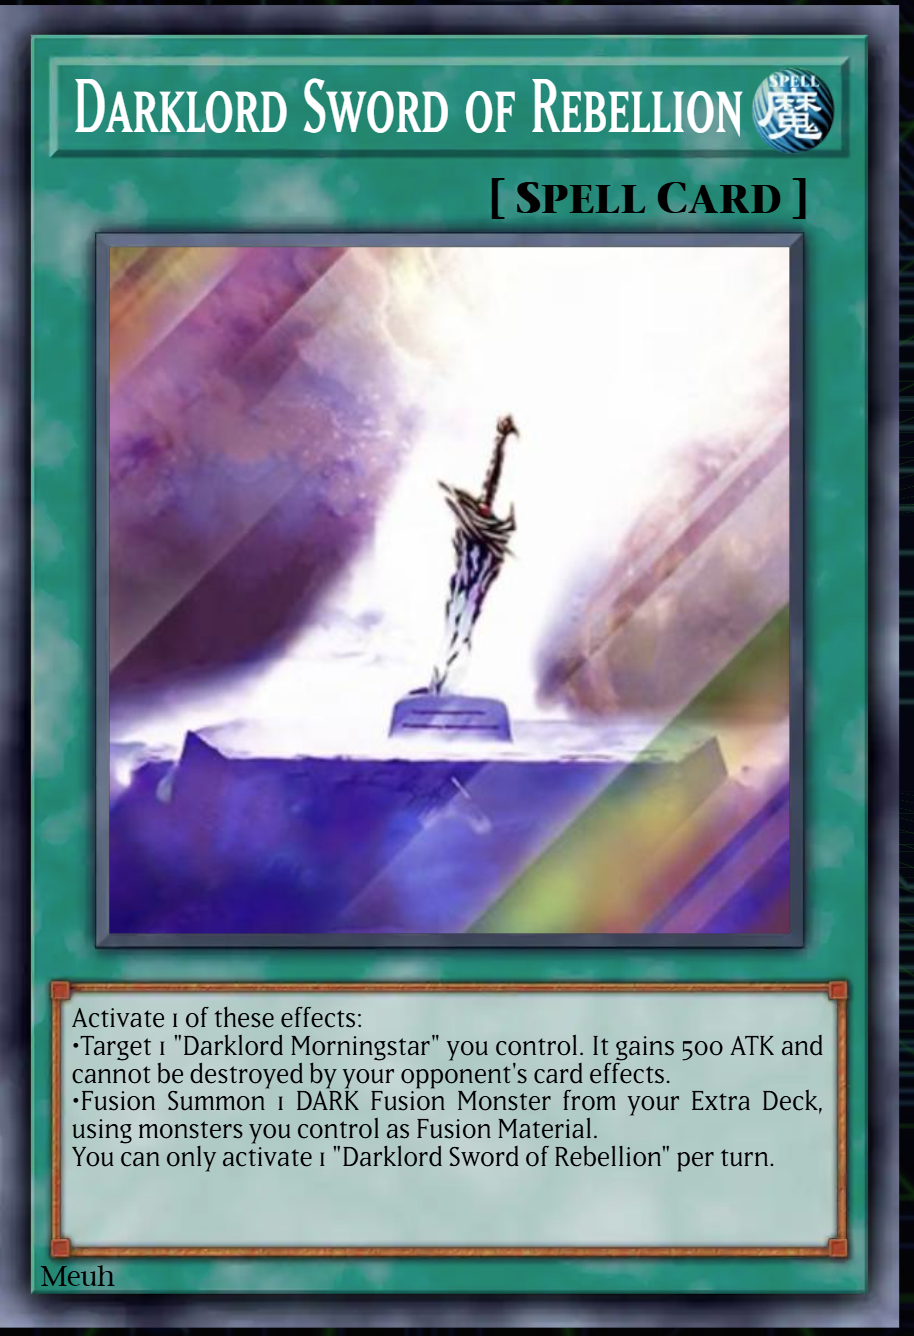 Darklord Sword of Rebellion
SPELL
魔
[ Spell Card ]
Activate 1 of these effects:
•Target 1 "Darklord Morningstar" you control. It gains 500 ATK and
cannot be destroyed by your opponent's card effects.
•Fusion Summon 1 DARK Fusion Monster from your Extra Deck,
using monsters you control as Fusion Material.
You can only activate 1 "Darklord Sword of Rebellion" per turn.
Meuh